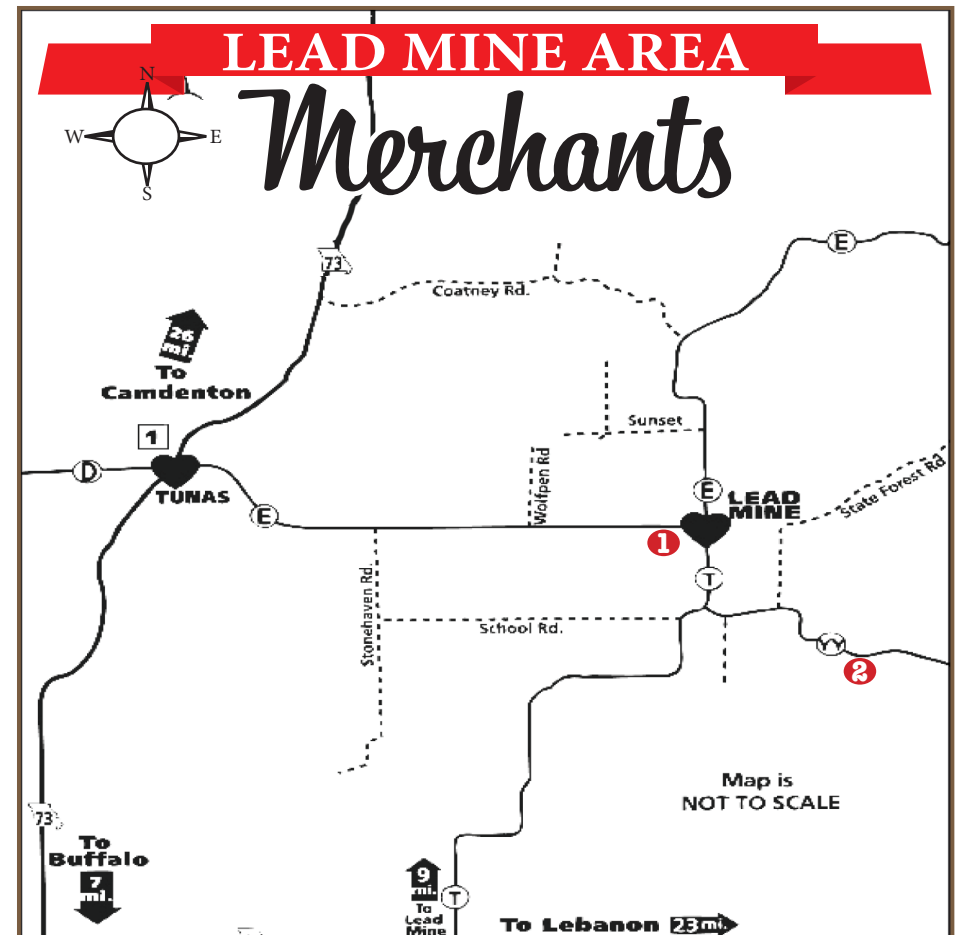 LEAD MINE AREA
Merchants
N
W
E
S
73
E
Coatney Rd.
26
mi
To
Camdenton
1
Sunset
D
TUNAS
Wolfpen Rd
E
LEAD
MINE
State Forest Rd
E
1
T
Stonehaven Rd.
School Rd.
YY
2
Map is
NOT TO SCALE
73
To
Buffalo
7
mi.
9
mi.
To
Lead
Mine
T
To Lebanon 23mi.